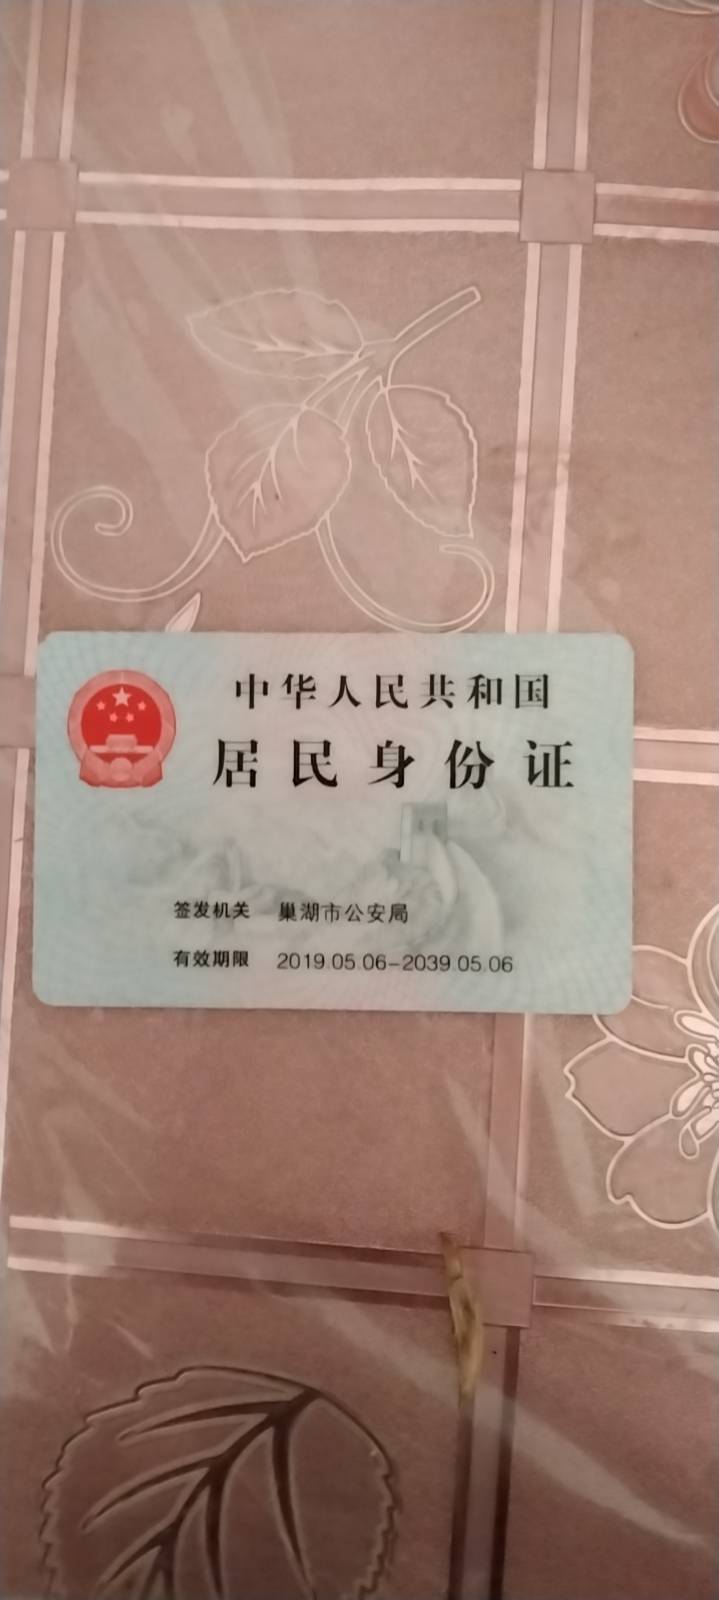 中华人民共和国
居民身份证
签发机关 巢湖市公安局
有效期限 2019.05.06-2039.05.06